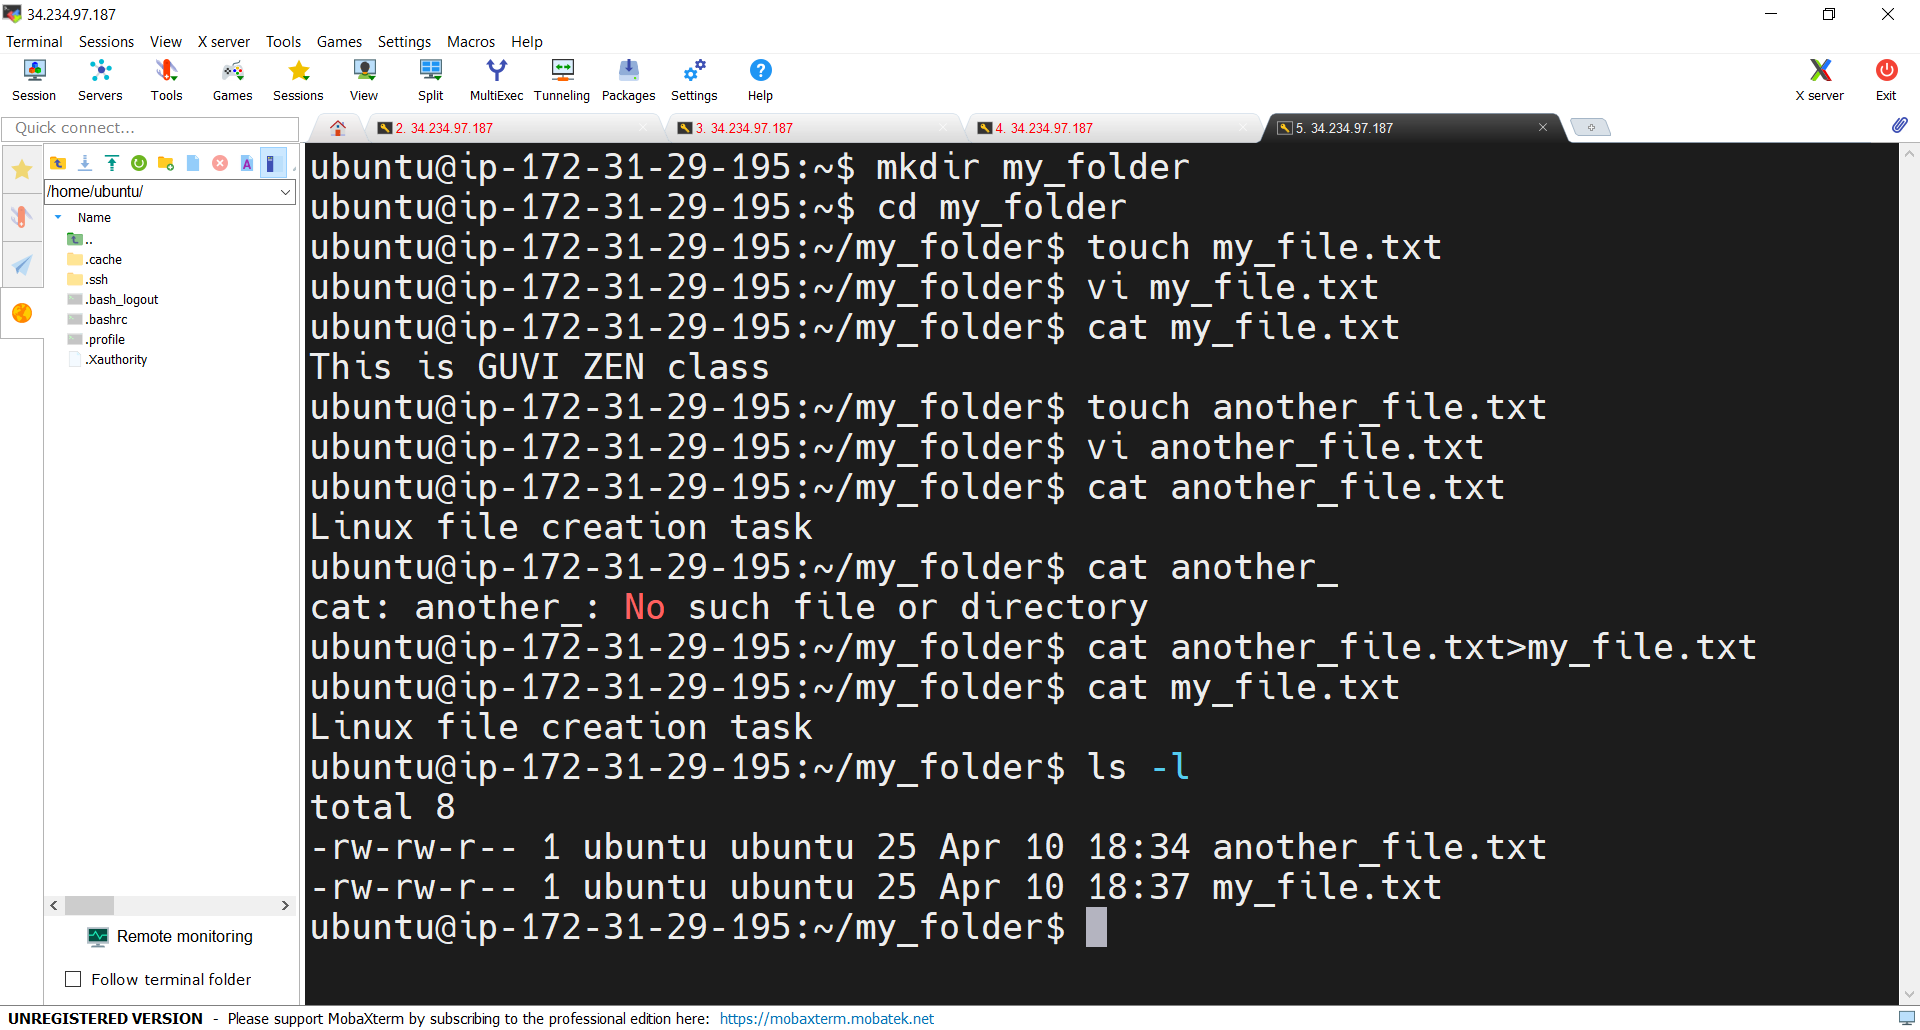 34.234.97.187
Terminal Sessions View X server Tools Games Settings Macros Help
Session Servers Tools Games Sessions View Split MultiExec Tunneling Packages Settings Help X server Exit
Quick connect...
2. 34.234.97.187
3. 34.234.97.187
4. 34.234.97.187
5. 34.234.97.187
/home/ubuntu/
Name
..
.cache
.ssh
.bash_logout
.bashrc
.profile
.Xauthority
Remote monitoring
Follow terminal folder
ubuntu@ip-172-31-29-195:~$ mkdir my_folder
ubuntu@ip-172-31-29-195:~$ cd my_folder
ubuntu@ip-172-31-29-195:~/my_folder$ touch my_file.txt
ubuntu@ip-172-31-29-195:~/my_folder$ vi my_file.txt
ubuntu@ip-172-31-29-195:~/my_folder$ cat my_file.txt
This is GUVI ZEN class
ubuntu@ip-172-31-29-195:~/my_folder$ touch another_file.txt
ubuntu@ip-172-31-29-195:~/my_folder$ vi another_file.txt
ubuntu@ip-172-31-29-195:~/my_folder$ cat another_file.txt
Linux file creation task
ubuntu@ip-172-31-29-195:~/my_folder$ cat another_
cat: another_: No such file or directory
ubuntu@ip-172-31-29-195:~/my_folder$ cat another_file.txt>my_file.txt
ubuntu@ip-172-31-29-195:~/my_folder$ cat my_file.txt
Linux file creation task
ubuntu@ip-172-31-29-195:~/my_folder$ ls -l
total 8
-rw-rw-r-- 1 ubuntu ubuntu 25 Apr 10 18:34 another_file.txt
-rw-rw-r-- 1 ubuntu ubuntu 25 Apr 10 18:37 my_file.txt
ubuntu@ip-172-31-29-195:~/my_folder$
UNREGISTERED VERSION - Please support MobaXterm by subscribing to the professional edition here: https://mobaxterm.mobatek.net